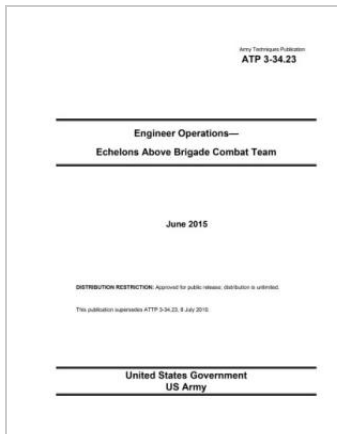 Army Techniques Publication
ATP 3-34.23
Engineer Operations—
Echelons Above Brigade Combat Team
June 2015
DISTRIBUTION RESTRICTION: Approved for public release; distribution is unlimited.
This publication supersedes ATTP 3-34.23, 8 July 2010.
United States Government
US Army